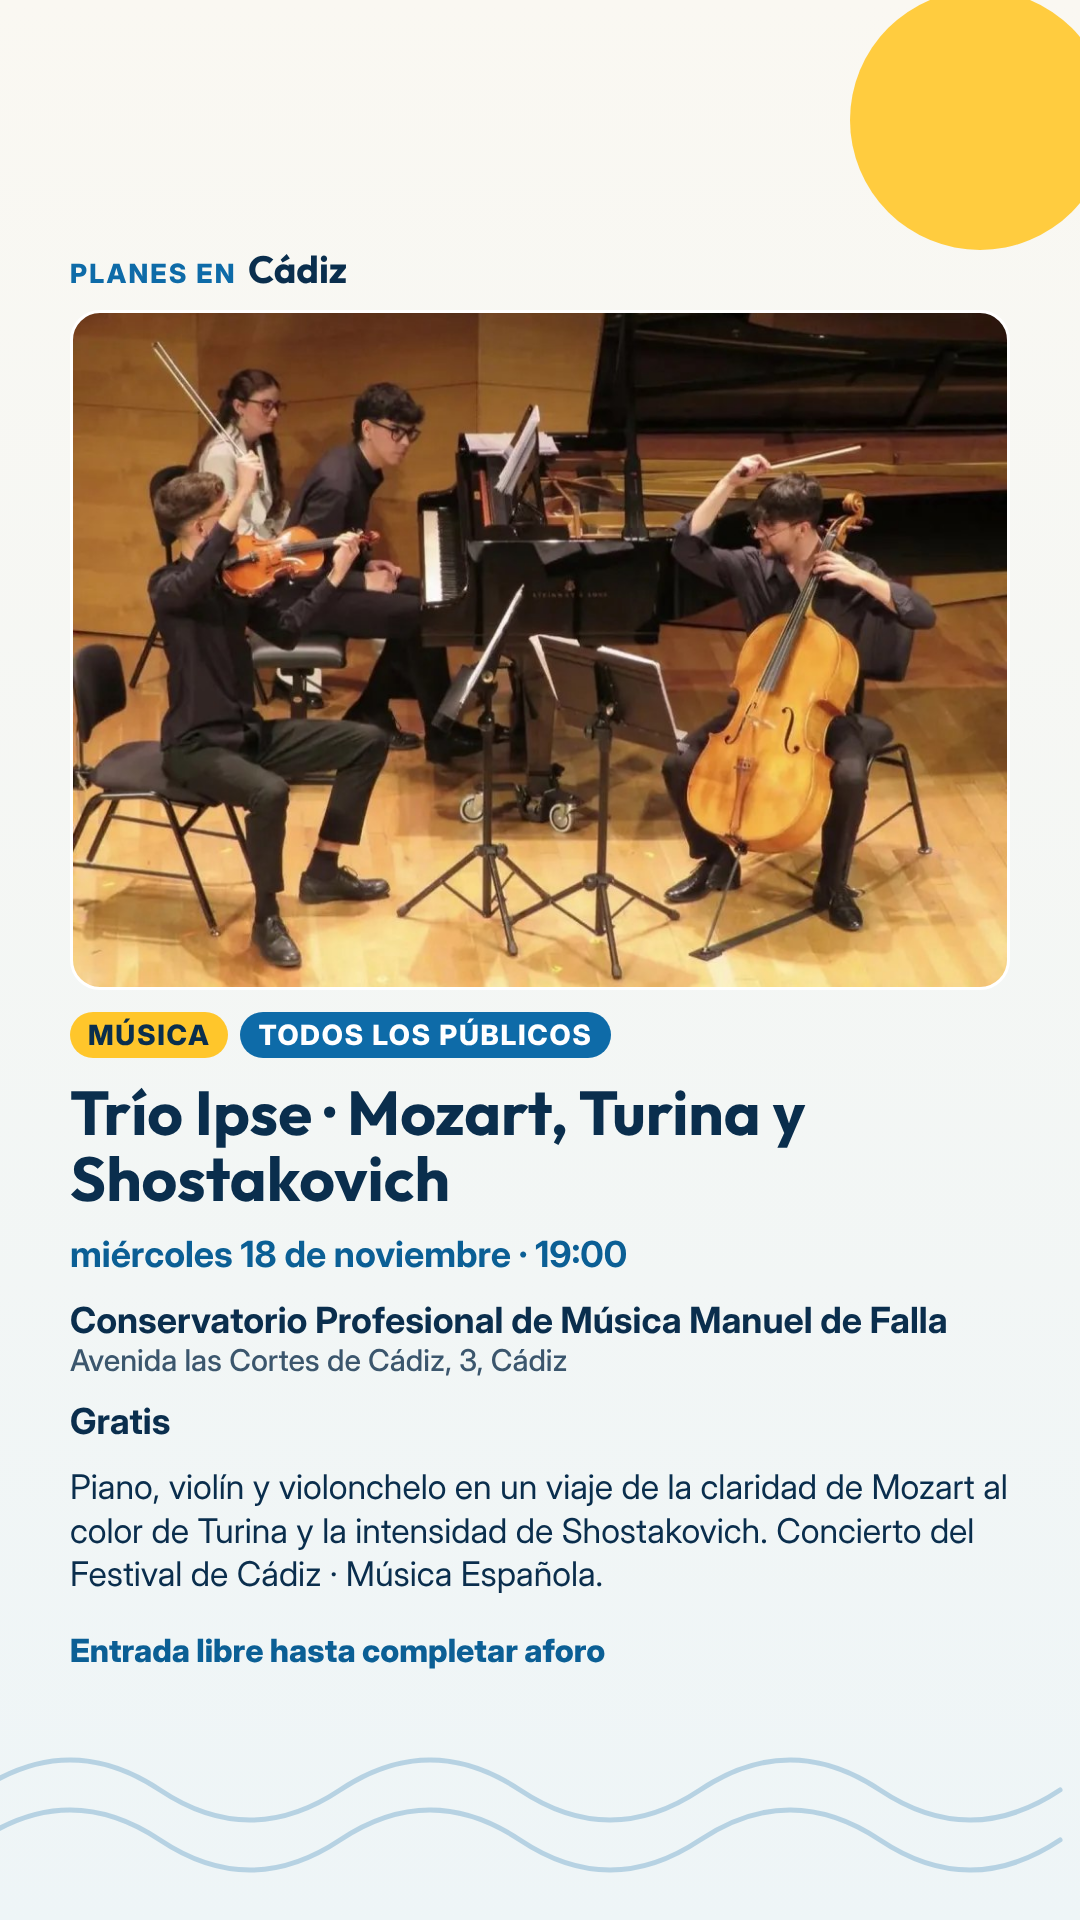 PLANES EN Cádiz
STEINWAY & SONS
MÚSICA TODOS LOS PÚBLICOS
Trío Ipse · Mozart, Turina y
Shostakovich
miércoles 18 de noviembre · 19:00
Conservatorio Profesional de Música Manuel de Falla
Avenida las Cortes de Cádiz, 3, Cádiz
Gratis
Piano, violín y violonchelo en un viaje de la claridad de Mozart al
color de Turina y la intensidad de Shostakovich. Concierto del
Festival de Cádiz · Música Española.
Entrada libre hasta completar aforo